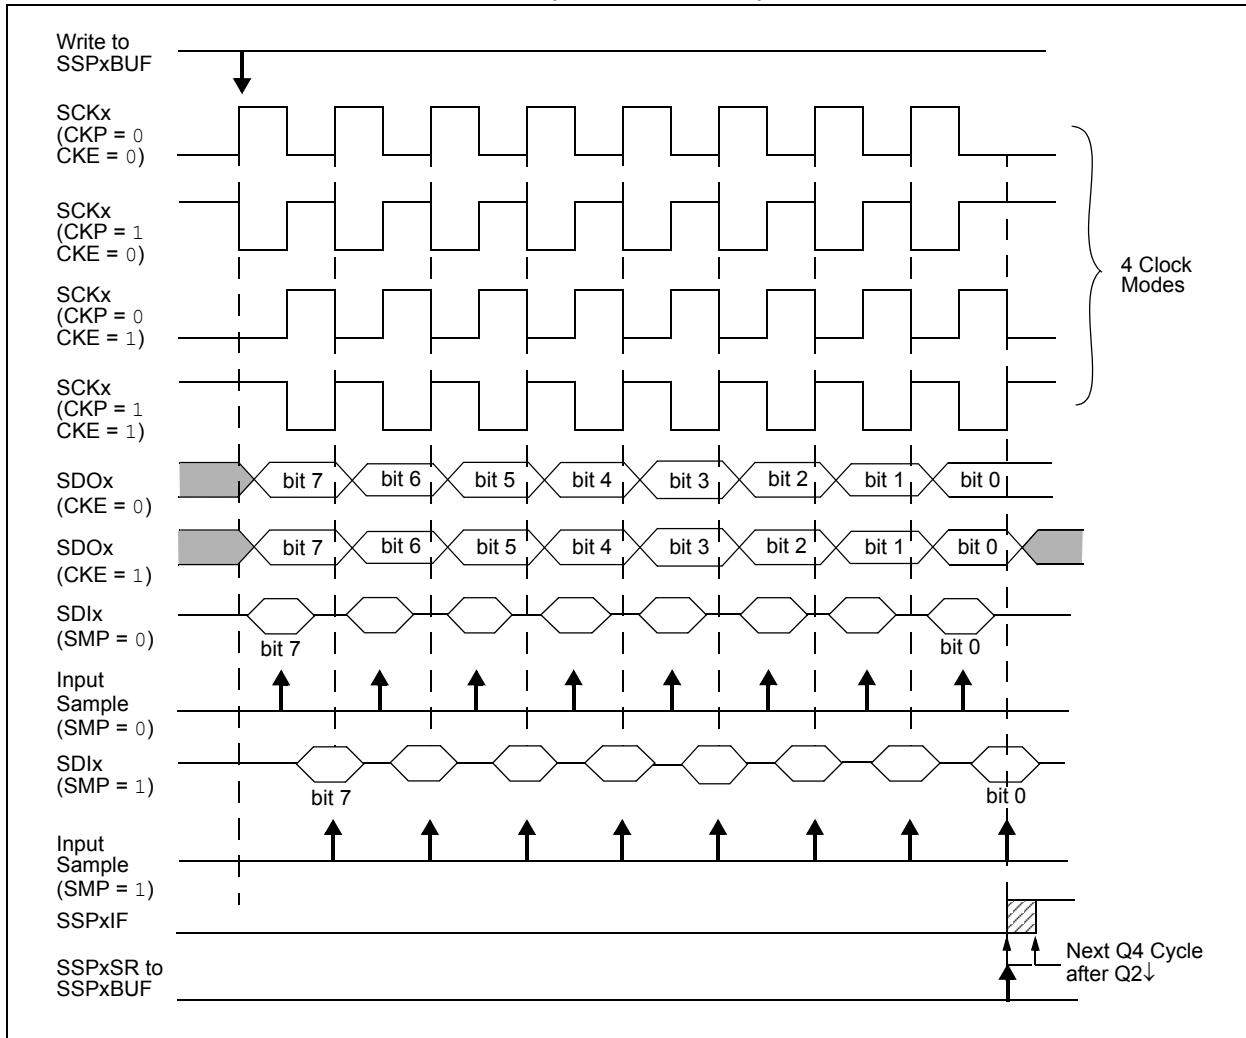 Write to
SSPxBUF
SCKx
(CKP = 0
CKE = 0)
SCKx
(CKP = 1
CKE = 0)
SCKx
(CKP = 0
CKE = 1)
SCKx
(CKP = 1
CKE = 1)
4 Clock
Modes
SDOx
(CKE = 0)
bit 7 bit 6 bit 5 bit 4 bit 3 bit 2 bit 1 bit 0
SDOx
(CKE = 1)
bit 7 bit 6 bit 5 bit 4 bit 3 bit 2 bit 1 bit 0
SDIx
(SMP = 0)
bit 7 bit 0
Input
Sample
(SMP = 0)
SDIx
(SMP = 1)
bit 7 bit 0
Input
Sample
(SMP = 1)
SSPxIF
SSPxSR to
SSPxBUF
Next Q4 Cycle
after Q2↓